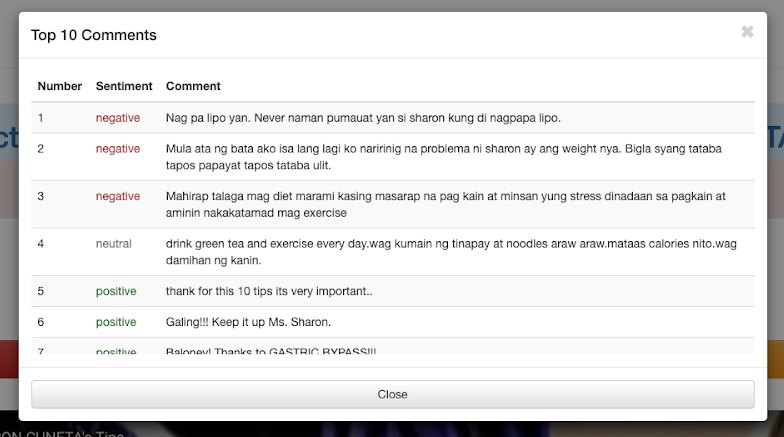 Top 10 Comments
Number Sentiment Comment
1 negative Nag pa lipo yan. Never naman pumauat yan si sharon kung di nagpapa lipo.
2 negative Mula ata ng bata ako isa lang lagi ko naririnig na problema ni sharon ay ang weight nya. Bigla syang tataba
tapos papayat tapos tataba ulit.
3 negative Mahirap talaga mag diet marami kasing masarap na pag kain at minsan yung stress dinadaan sa pagkain at
aminin nakakatamad mag exercise
4 neutral drink green tea and exercise every day.wag kumain ng tinapay at noodles araw araw.mataas calories nito.wag
damihan ng kanin.
5 positive thank for this 10 tips its very important..
6 positive Galing!!! Keep it up Ms. Sharon.
7 positive Baloney! Thanks to GASTRIC BYPASS!!!
Close
CUNETA's Tips